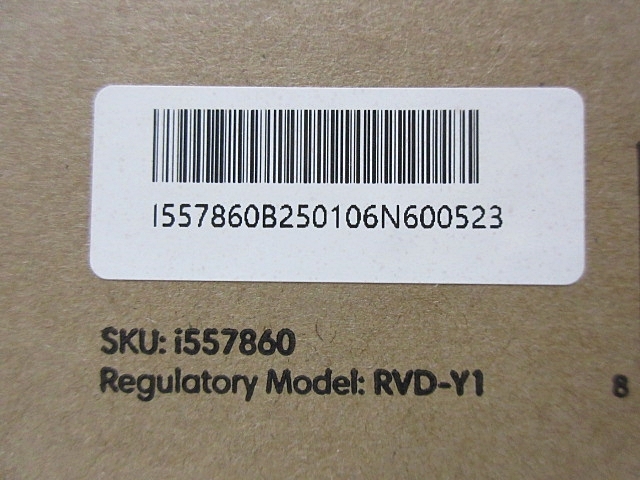 I557860B250106N600523
SKU: i557860
Regulatory Model: RVD-Y1
8